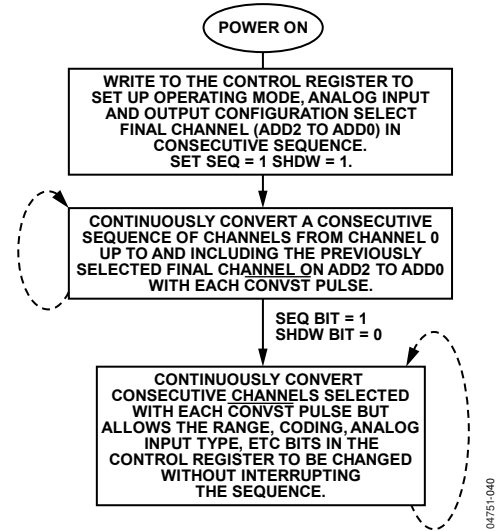 POWER ON
WRITE TO THE CONTROL REGISTER TO
SET UP OPERATING MODE, ANALOG INPUT
AND OUTPUT CONFIGURATION SELECT
FINAL CHANNEL (ADD2 TO ADD0) IN
CONSECUTIVE SEQUENCE.
SET SEQ = 1 SHDW = 1.
CONTINUOUSLY CONVERT A CONSECUTIVE
SEQUENCE OF CHANNELS FROM CHANNEL 0
UP TO AND INCLUDING THE PREVIOUSLY
SELECTED FINAL CHANNEL ON ADD2 TO ADD0
WITH EACH CONVST PULSE.
SEQ BIT = 1
SHDW BIT = 0
CONTINUOUSLY CONVERT
CONSECUTIVE CHANNELS SELECTED
WITH EACH CONVST PULSE BUT
ALLOWS THE RANGE, CODING, ANALOG
INPUT TYPE, ETC BITS IN THE
CONTROL REGISTER TO BE CHANGED
WITHOUT INTERRUPTING
THE SEQUENCE.
04751-040